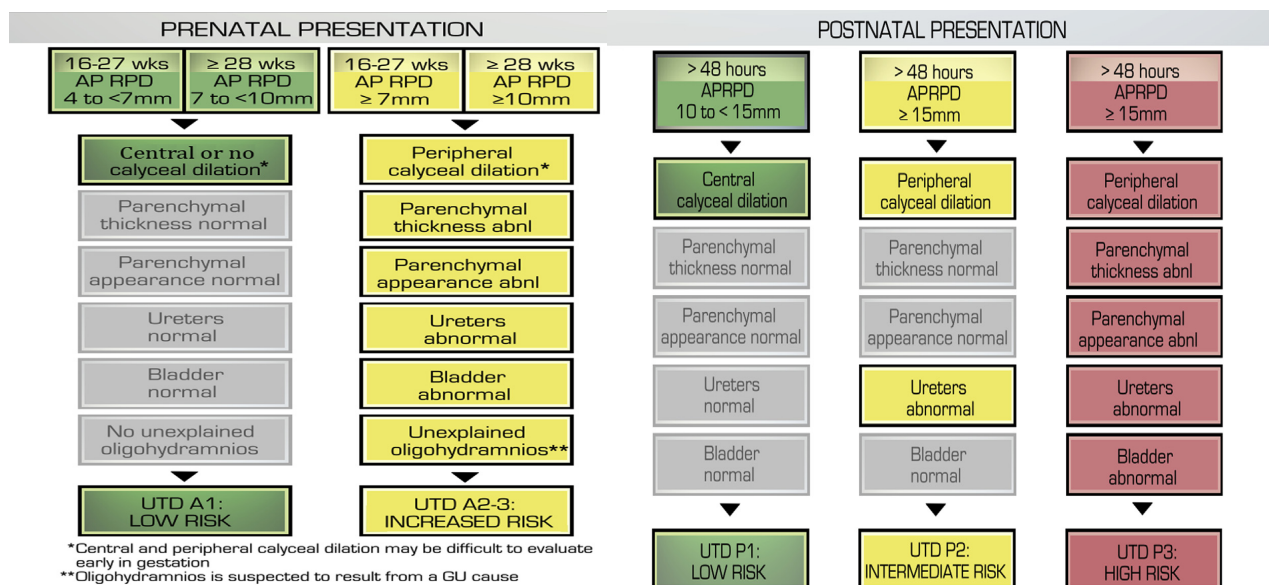 PRENATAL PRESENTATION
16-27 wks
AP RPD
4 to <7mm
≥ 28 wks
AP RPD
7 to <10mm
16-27 wks
AP RPD
≥ 7mm
≥ 28 wks
AP RPD
≥10mm
Central or no
calyceal dilation*
Parenchymal
thickness normal
Parenchymal
appearance normal
Ureters
normal
Bladder
normal
No unexplained
oligohydramnios
UTD A1:
LOW RISK
Peripheral
calyceal dilation*
Parenchymal
thickness abnl
Parenchymal
appearance abnl
Ureters
abnormal
Bladder
abnormal
Unexplained
oligohydramnios**
UTD A2-3:
INCREASED RISK
*Central and peripheral calyceal dilation may be difficult to evaluate
early in gestation
**Oligohydramnios is suspected to result from a GU cause
POSTNATAL PRESENTATION
> 48 hours
APRPD
10 to < 15mm
Central
calyceal dilation
Parenchymal
thickness normal
Parenchymal
appearance normal
Ureters
normal
Bladder
normal
UTD P1:
LOW RISK
> 48 hours
APRPD
≥ 15mm
Peripheral
calyceal dilation
Parenchymal
thickness normal
Parenchymal
appearance normal
Ureters
abnormal
Bladder
normal
UTD P2:
INTERMEDIATE RISK
> 48 hours
APRPD
≥ 15mm
Peripheral
calyceal dilation
Parenchymal
thickness abnl
Parenchymal
appearance abnl
Ureters
abnormal
Bladder
abnormal
UTD P3:
HIGH RISK